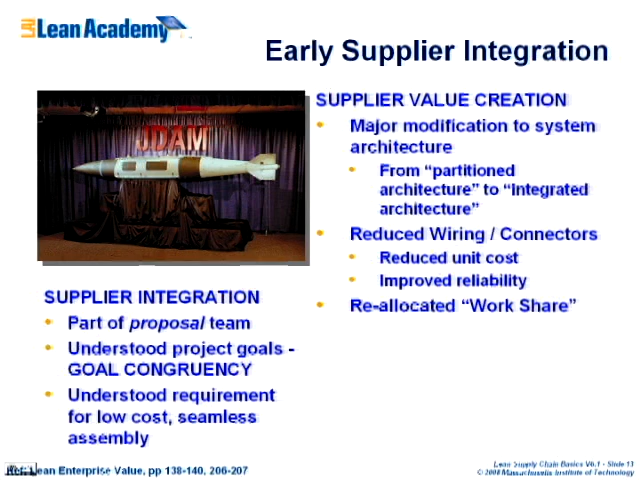 LAI Lean Academy
Early Supplier Integration
JDAM
SUPPLIER VALUE CREATION
• Major modification to system
architecture
• From “partitioned
architecture” to “integrated
architecture”
• Reduced Wiring / Connectors
• Reduced unit cost
• Improved reliability
• Re-allocated “Work Share”
SUPPLIER INTEGRATION
• Part of proposal team
• Understood project goals -
GOAL CONGRUENCY
• Understood requirement
for low cost, seamless
assembly
Ref: Lean Enterprise Value, pp 138-140, 206-207
Lean Supply Chain Basics V6.1 - Slide 11
© 2008 Massachusetts Institute of Technology